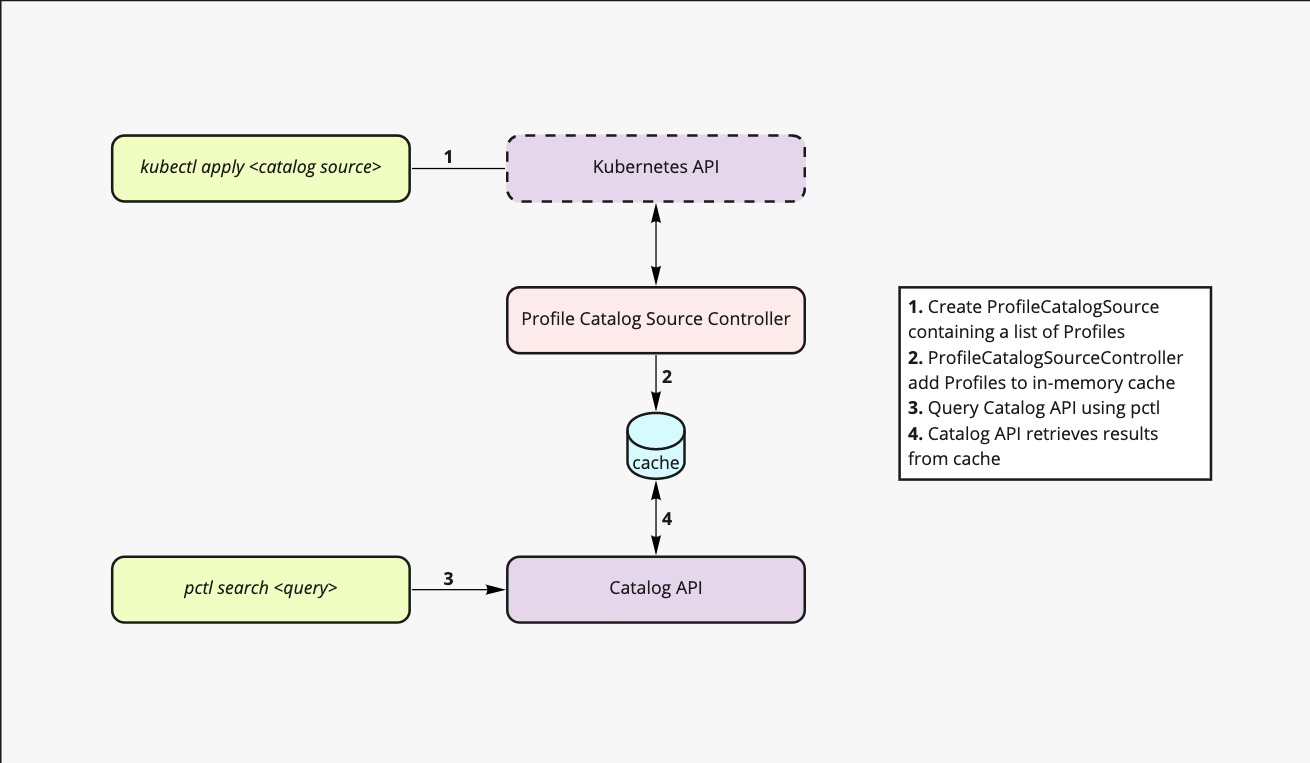 kubectl apply <catalog source>
1
Kubernetes API
Profile Catalog Source Controller
2
cache
4
pctl search <query>
3
Catalog API
1. Create ProfileCatalogSource
containing a list of Profiles
2. ProfileCatalogSourceController
add Profiles to in-memory cache
3. Query Catalog API using pctl
4. Catalog API retrieves results
from cache